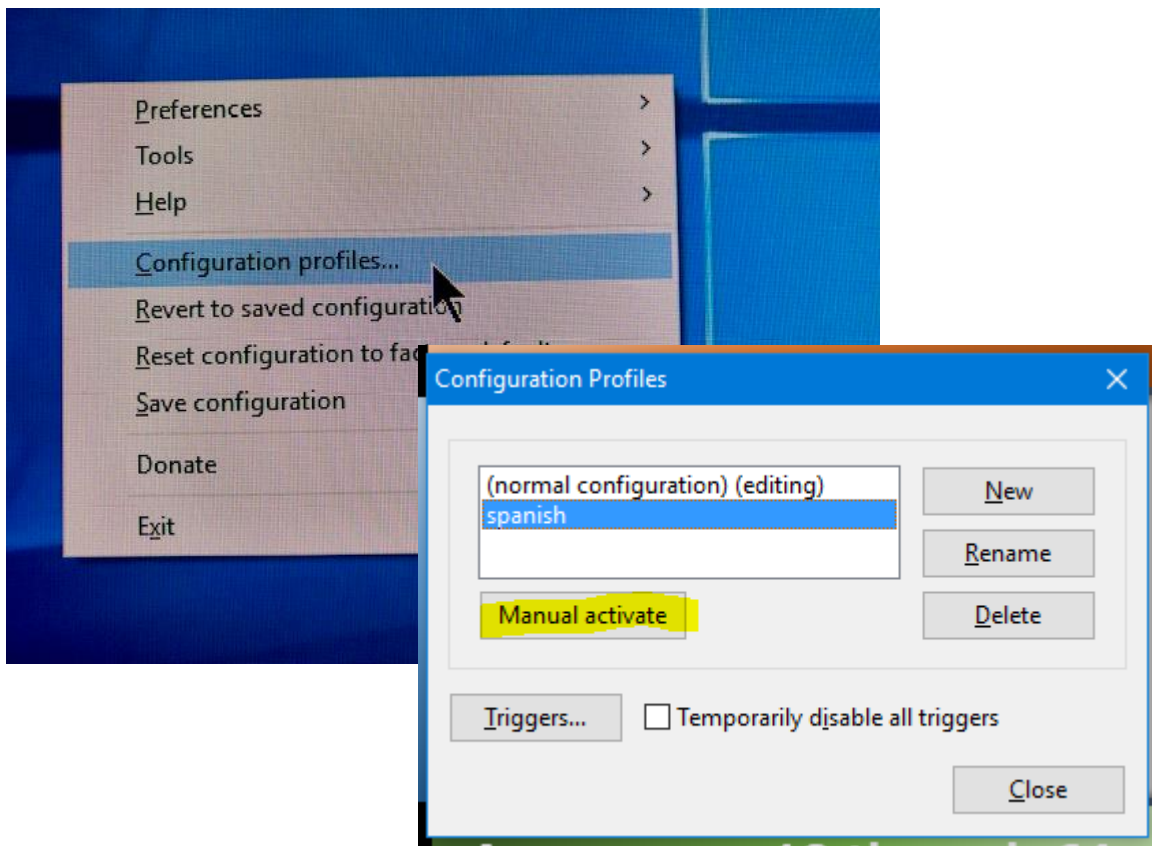 Preferences
Tools
Help
Configuration profiles...
Revert to saved configuration
Reset configuration to
Save configuration
Donate
Exit
Configuration Profiles
(normal configuration) (editing)
spanish
New
Rename
Manual activate
Delete
Triggers...
Temporarily disable all triggers
Close